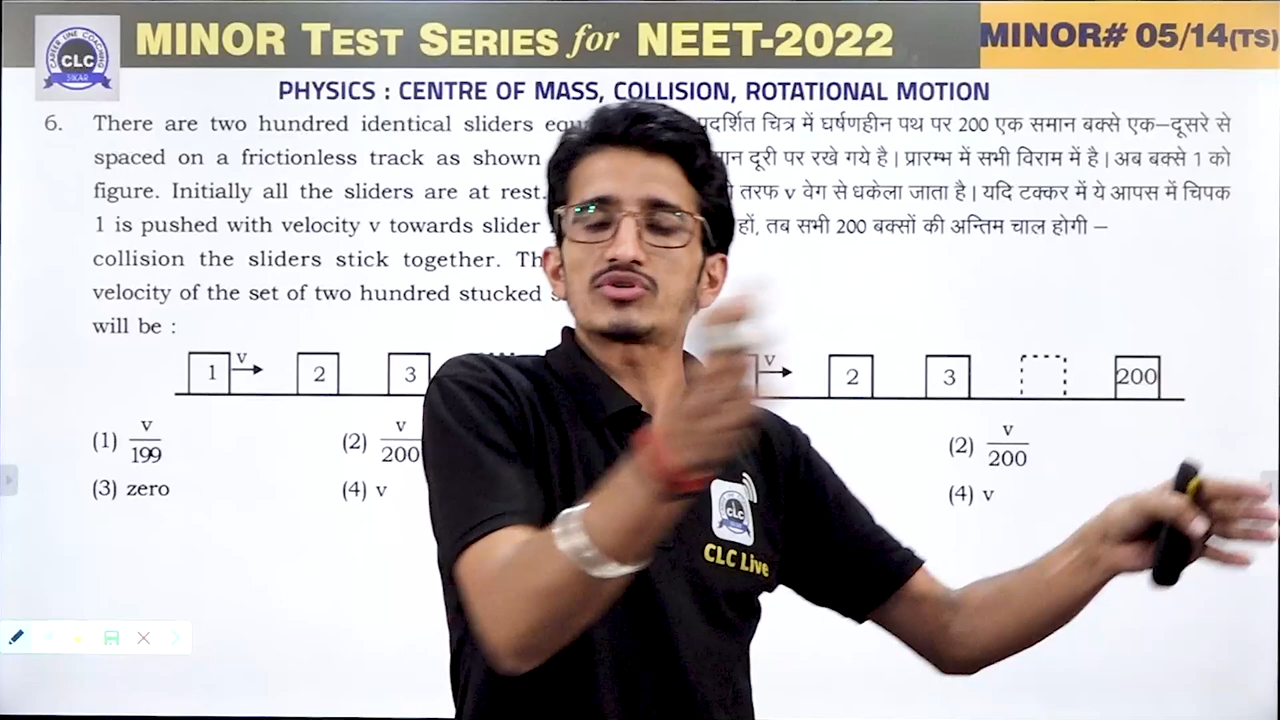 MINOR TEST SERIES for NEET-2022
MINOR# 05/14(TS)
CAREER LINE COACHING
CLC
SIKAR
PHYSICS : CENTRE OF MASS, COLLISION, ROTATIONAL MOTION
6. There are two hundred identical sliders
spaced on a frictionless track as shown
figure. Initially all the sliders are at rest.
1 is pushed with velocity v towards slider
collision the sliders stick together.
velocity of the set of two hundred stucked
will be :
1 v 2 3
(1) v/199 (2) v/200
(3) zero (4) v
प्रदर्शित चित्र में घर्षणहीन पथ पर 200 एक समान बक्से एक–दूसरे से
दूरी पर रखे गये है। प्रारम्भ में सभी विराम में है। अब बक्से 1 को
तरफ v वेग से धकेला जाता है। यदि टक्कर में ये आपस में चिपक
हों, तब सभी 200 बक्सों की अन्तिम चाल होगी –
v 2 3 200
(2) v/200
(4) v
CLC
CLC Live